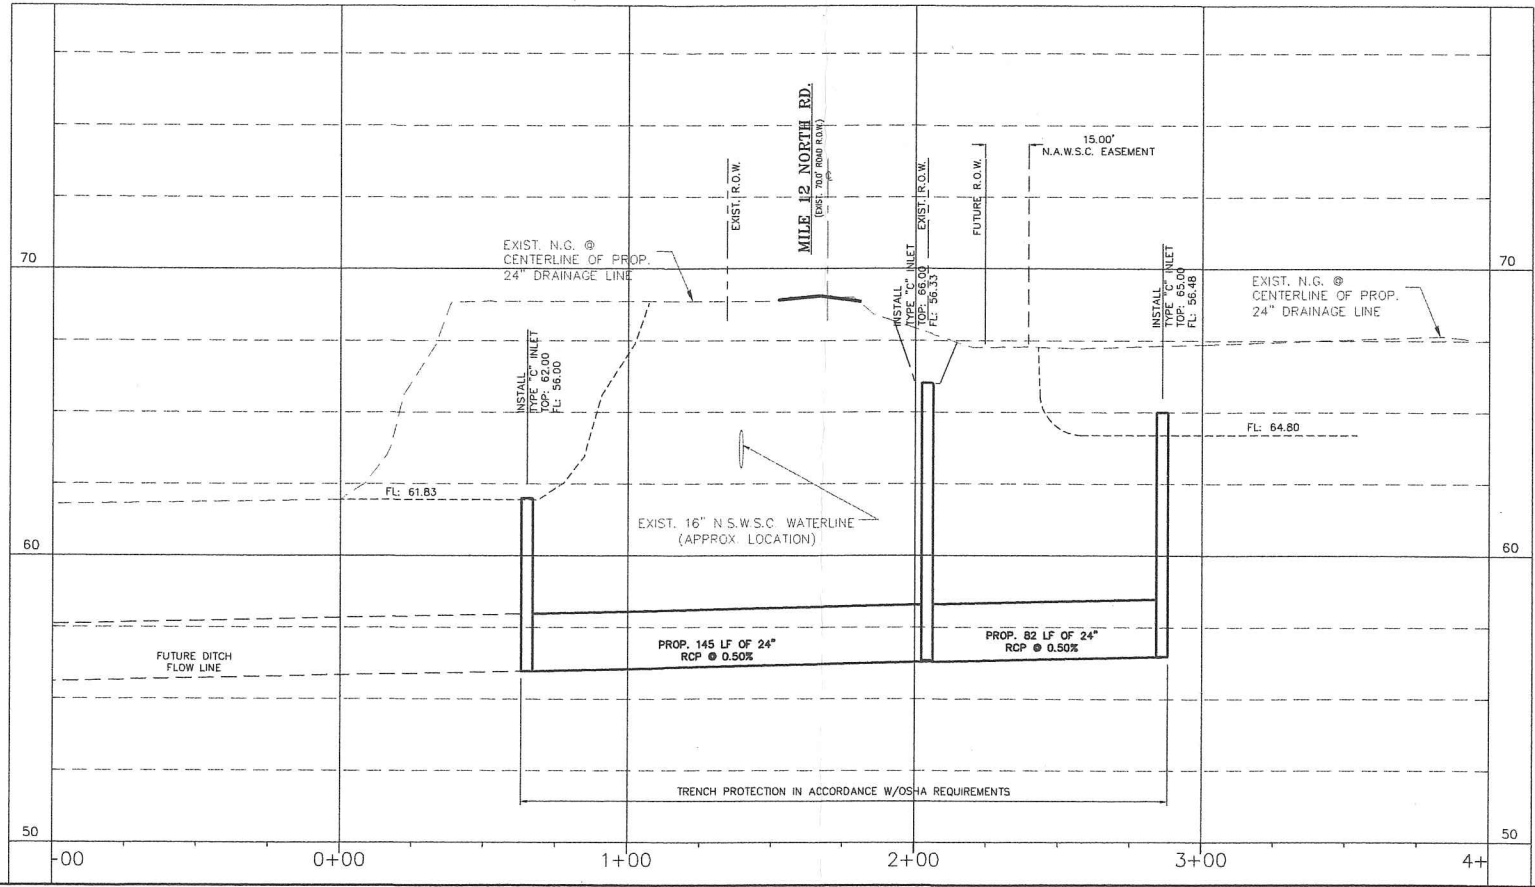 MILE 12 NORTH RD.
(EXIST. 70.0' ROAD R.O.W.)
EXIST. R.O.W.
EXIST. R.O.W.
FUTURE R.O.W.
15.00'
N.A.W.S.C. EASEMENT
EXIST. N.G. @
CENTERLINE OF PROP.
24" DRAINAGE LINE
70
70
INSTALL
TYPE "C" INLET
TOP: 62.00
FL: 56.00
INSTALL
TYPE "C" INLET
TOP: 66.00
FL: 56.33
INSTALL
TYPE "C" INLET
TOP: 65.00
FL: 56.48
EXIST. N.G. @
CENTERLINE OF PROP.
24" DRAINAGE LINE
FL: 61.83
FL: 64.80
EXIST. 16" N.S.W.S.C. WATERLINE
(APPROX. LOCATION)
60
60
FUTURE DITCH
FLOW LINE
PROP. 145 LF OF 24"
RCP @ 0.50%
PROP. 82 LF OF 24"
RCP @ 0.50%
TRENCH PROTECTION IN ACCORDANCE W/OSHA REQUIREMENTS
50
50
-00
0+00
1+00
2+00
3+00
4+